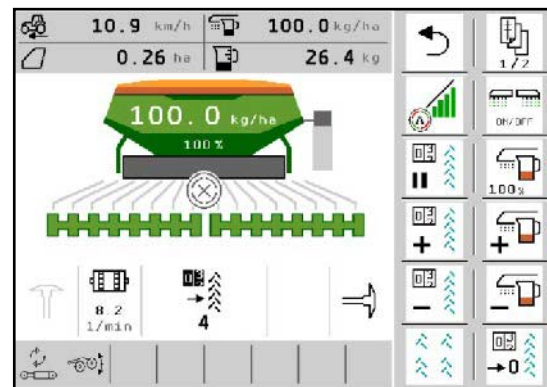 10.9 km/h
100.0 kg/ha
0.26 ha
26.4 kg
1/2
100.0 kg/ha
100%
ON/OFF
100%
+
+
8.2
1/min
4
→0